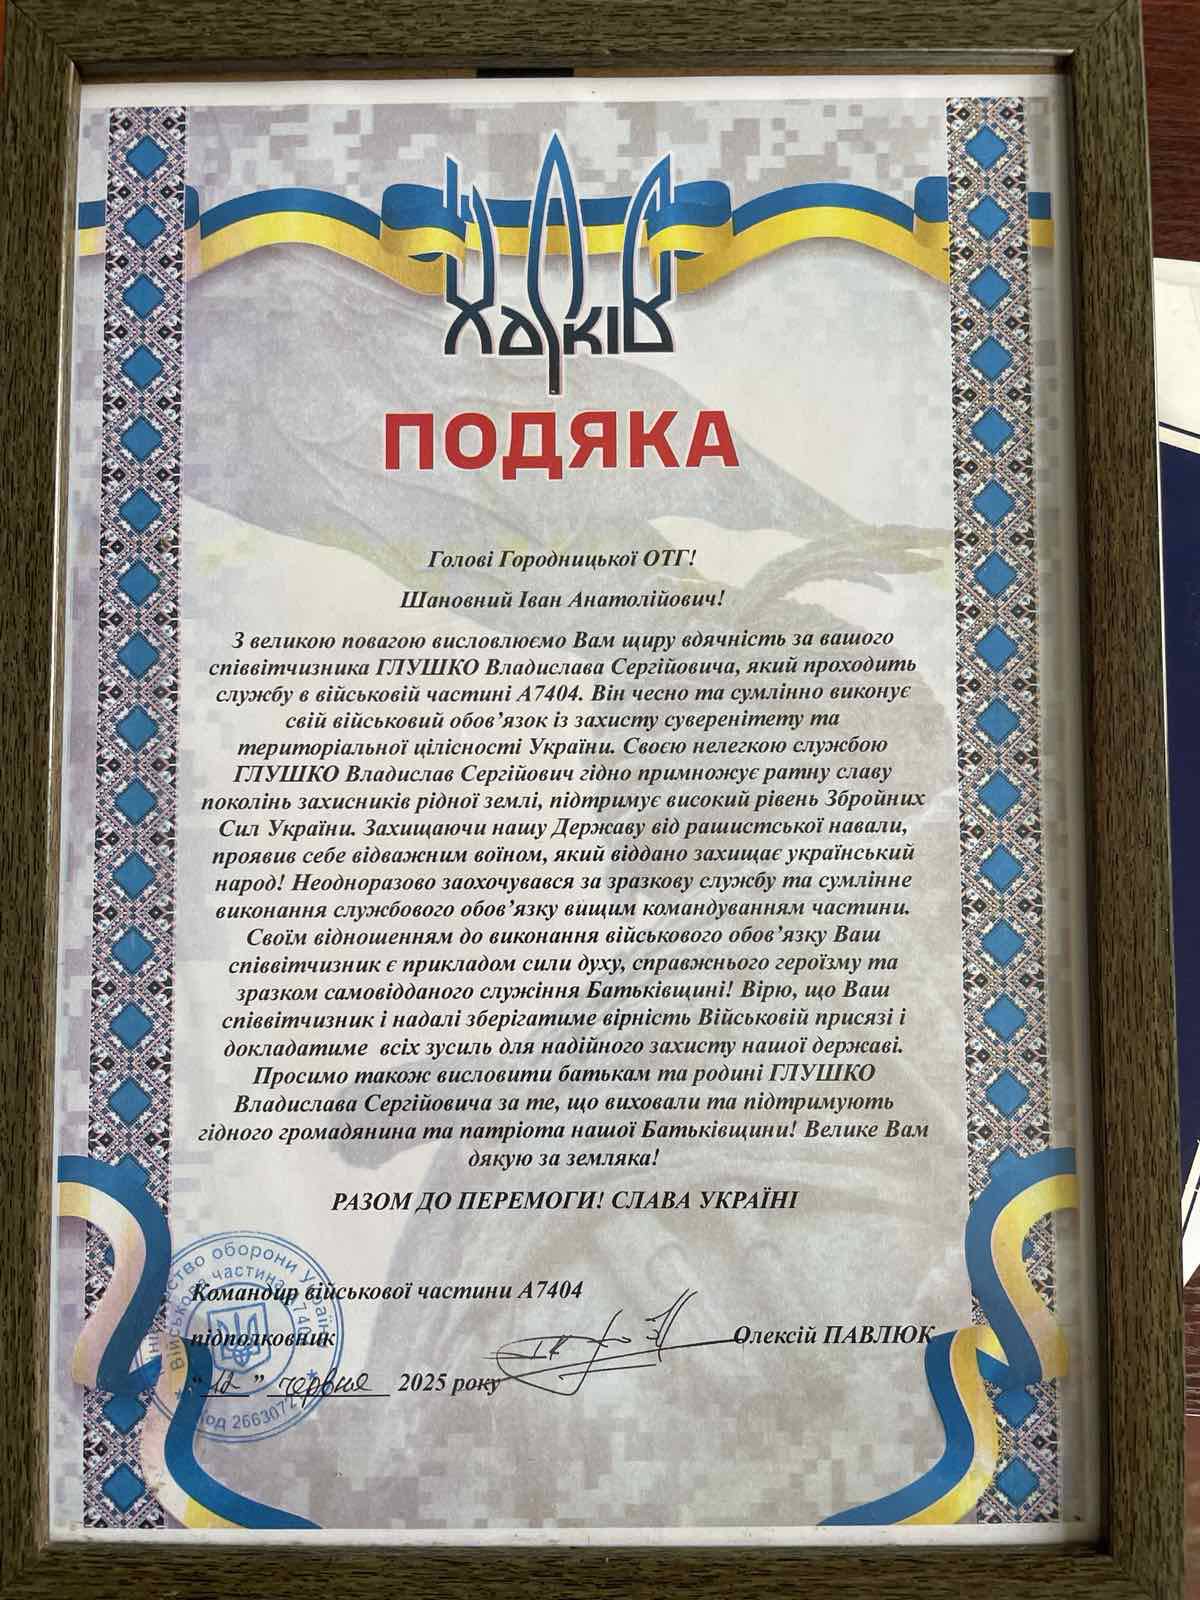 Харків
ПОДЯКА
Голові Городницької ОТГ!
Шановний Іван Анатолійович!
З великою повагою висловлюємо Вам щиру вдячність за вашого
співвітчизника ГЛУШКО Владислава Сергійовича, який проходить
службу в військовій частині А7404. Він чесно та сумлінно виконує
свій військовий обов’язок із захисту суверенітету та
територіальної цілісності України. Своєю нелегкою службою
ГЛУШКО Владислав Сергійович гідно примножує ратну славу
поколінь захисників рідної землі, підтримує високий рівень Збройних
Сил України. Захищаючи нашу Державу від рашистської навали,
проявив себе відважним воїном, який віддано захищає український
народ! Неодноразово заохочувався за зразкову службу та сумлінне
виконання службового обов’язку вищим командуванням частини.
Своїм відношенням до виконання військового обов’язку Ваш
співвітчизник є прикладом сили духу, справжнього героїзму та
зразком самовідданого служіння Батьківщині! Вірю, що Ваш
співвітчизник і надалі зберігатиме вірність Військовій присязі і
докладатиме всіх зусиль для надійного захисту нашої державі.
Просимо також висловити батькам та родині ГЛУШКО
Владислава Сергійовича за те, що виховали та підтримують
гідного громадянина та патріота нашої Батьківщини! Велике Вам
дякую за земляка!
РАЗОМ ДО ПЕРЕМОГИ! СЛАВА УКРАЇНІ
Командир військової частини А7404
підполковник Олексій ПАВЛЮК
“12” червня 2025 року
оборони України
Військова частина А7404
код 2663072